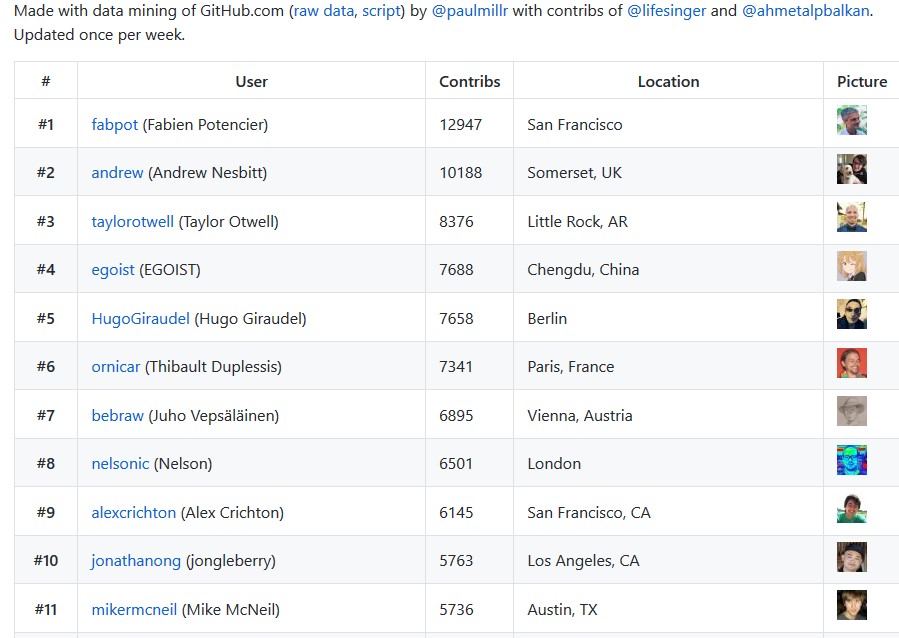 Made with data mining of GitHub.com (raw data, script) by @paulmillr with contribs of @lifesinger and @ahmetalpbalkan.
Updated once per week.
# User Contribs Location Picture
#1 fabpot (Fabien Potencier) 12947 San Francisco
#2 andrew (Andrew Nesbitt) 10188 Somerset, UK
#3 taylorotwell (Taylor Otwell) 8376 Little Rock, AR
#4 egoist (EGOIST) 7688 Chengdu, China
#5 HugoGiraudel (Hugo Giraudel) 7658 Berlin
#6 ornicar (Thibault Duplessis) 7341 Paris, France
#7 bebraw (Juho Vepsäläinen) 6895 Vienna, Austria
#8 nelsonic (Nelson) 6501 London
#9 alexcrichton (Alex Crichton) 6145 San Francisco, CA
#10 jonathanong (jongleberry) 5763 Los Angeles, CA
#11 mikermcneil (Mike McNeil) 5736 Austin, TX